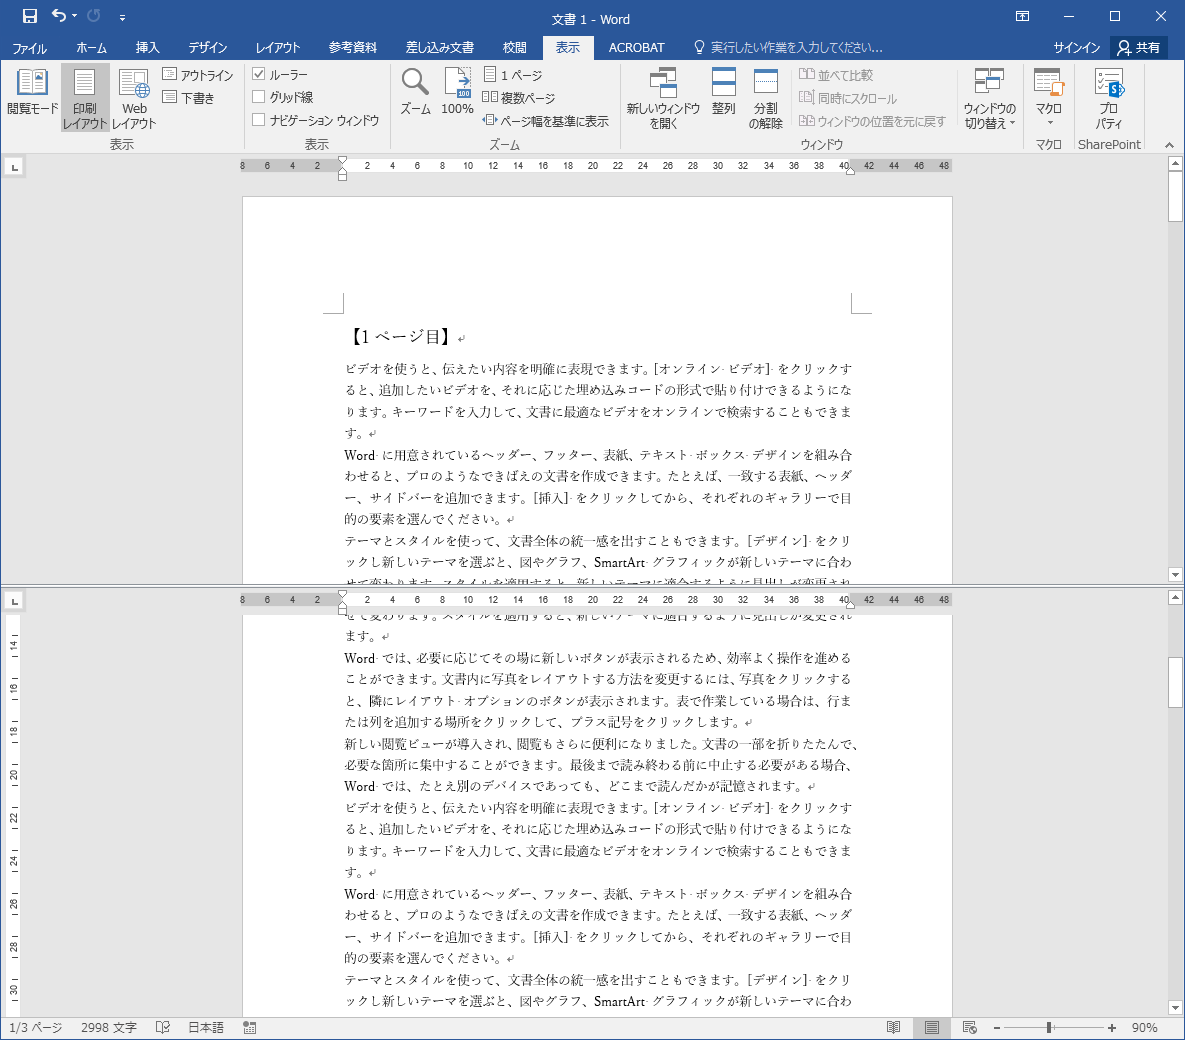 文書 1 - Word
ファイル ホーム 挿入 デザイン レイアウト 参考資料 差し込み文書 校閲 表示 ACROBAT 実行したい作業を入力してください... サインイン 共有
閲覧モード 印刷レイアウト Webレイアウト アウトライン 下書き
表示
ルーラー
グリッド線
ナビゲーション ウィンドウ
表示
ズーム 100% 1 ページ 複数ページ ページ幅を基準に表示
ズーム
新しいウィンドウを開く 整列 分割の解除 並べて比較 同時にスクロール ウィンドウの位置を元に戻す ウィンドウの切り替え
ウィンドウ
マクロ
マクロ
プロパティ
SharePoint
8 6 4 2 2 4 6 8 10 12 14 16 18 20 22 24 26 28 30 32 34 36 38 40 42 44 46 48
【1 ページ目】
ビデオを使うと、伝えたい内容を明確に表現できます。[オンライン ビデオ] をクリックす
ると、追加したいビデオを、それに応じた埋め込みコードの形式で貼り付けできるようにな
ります。キーワードを入力して、文書に最適なビデオをオンラインで検索することもできま
す。
Word に用意されているヘッダー、フッター、表紙、テキスト ボックス デザインを組み合
わせると、プロのようなできばえの文書を作成できます。たとえば、一致する表紙、ヘッダ
ー、サイドバーを追加できます。[挿入] をクリックしてから、それぞれのギャラリーで目
的の要素を選んでください。
テーマとスタイルを使って、文書全体の統一感を出すこともできます。[デザイン] をクリ
ックし新しいテーマを選ぶと、図やグラフ、SmartArt グラフィックが新しいテーマに合わ
せて変わります。スタイルを適用すると、新しいテーマに適合するように見出しが変更され
8 6 4 2 2 4 6 8 10 12 14 16 18 20 22 24 26 28 30 32 34 36 38 40 42 44 46 48
14 16 18 20 22 24 26 28 30
せて変わります。スタイルを適用すると、新しいテーマに適合するように見出しが変更され
ます。
Word では、必要に応じてその場に新しいボタンが表示されるため、効率よく操作を進める
ことができます。文書内に写真をレイアウトする方法を変更するには、写真をクリックする
と、隣にレイアウト オプションのボタンが表示されます。表で作業している場合は、行ま
たは列を追加する場所をクリックして、プラス記号をクリックします。
新しい閲覧ビューが導入され、閲覧もさらに便利になりました。文書の一部を折りたたんで、
必要な箇所に集中することができます。最後まで読み終わる前に中止する必要がある場合、
Word では、たとえ別のデバイスであっても、どこまで読んだかが記憶されます。
ビデオを使うと、伝えたい内容を明確に表現できます。[オンライン ビデオ] をクリックす
ると、追加したいビデオを、それに応じた埋め込みコードの形式で貼り付けできるようにな
ります。キーワードを入力して、文書に最適なビデオをオンラインで検索することもできま
す。
Word に用意されているヘッダー、フッター、表紙、テキスト ボックス デザインを組み合
わせると、プロのようなできばえの文書を作成できます。たとえば、一致する表紙、ヘッダ
ー、サイドバーを追加できます。[挿入] をクリックしてから、それぞれのギャラリーで目
的の要素を選んでください。
テーマとスタイルを使って、文書全体の統一感を出すこともできます。[デザイン] をクリ
ックし新しいテーマを選ぶと、図やグラフ、SmartArt グラフィックが新しいテーマに合わ
1/3 ページ 2998 文字 日本語 90%